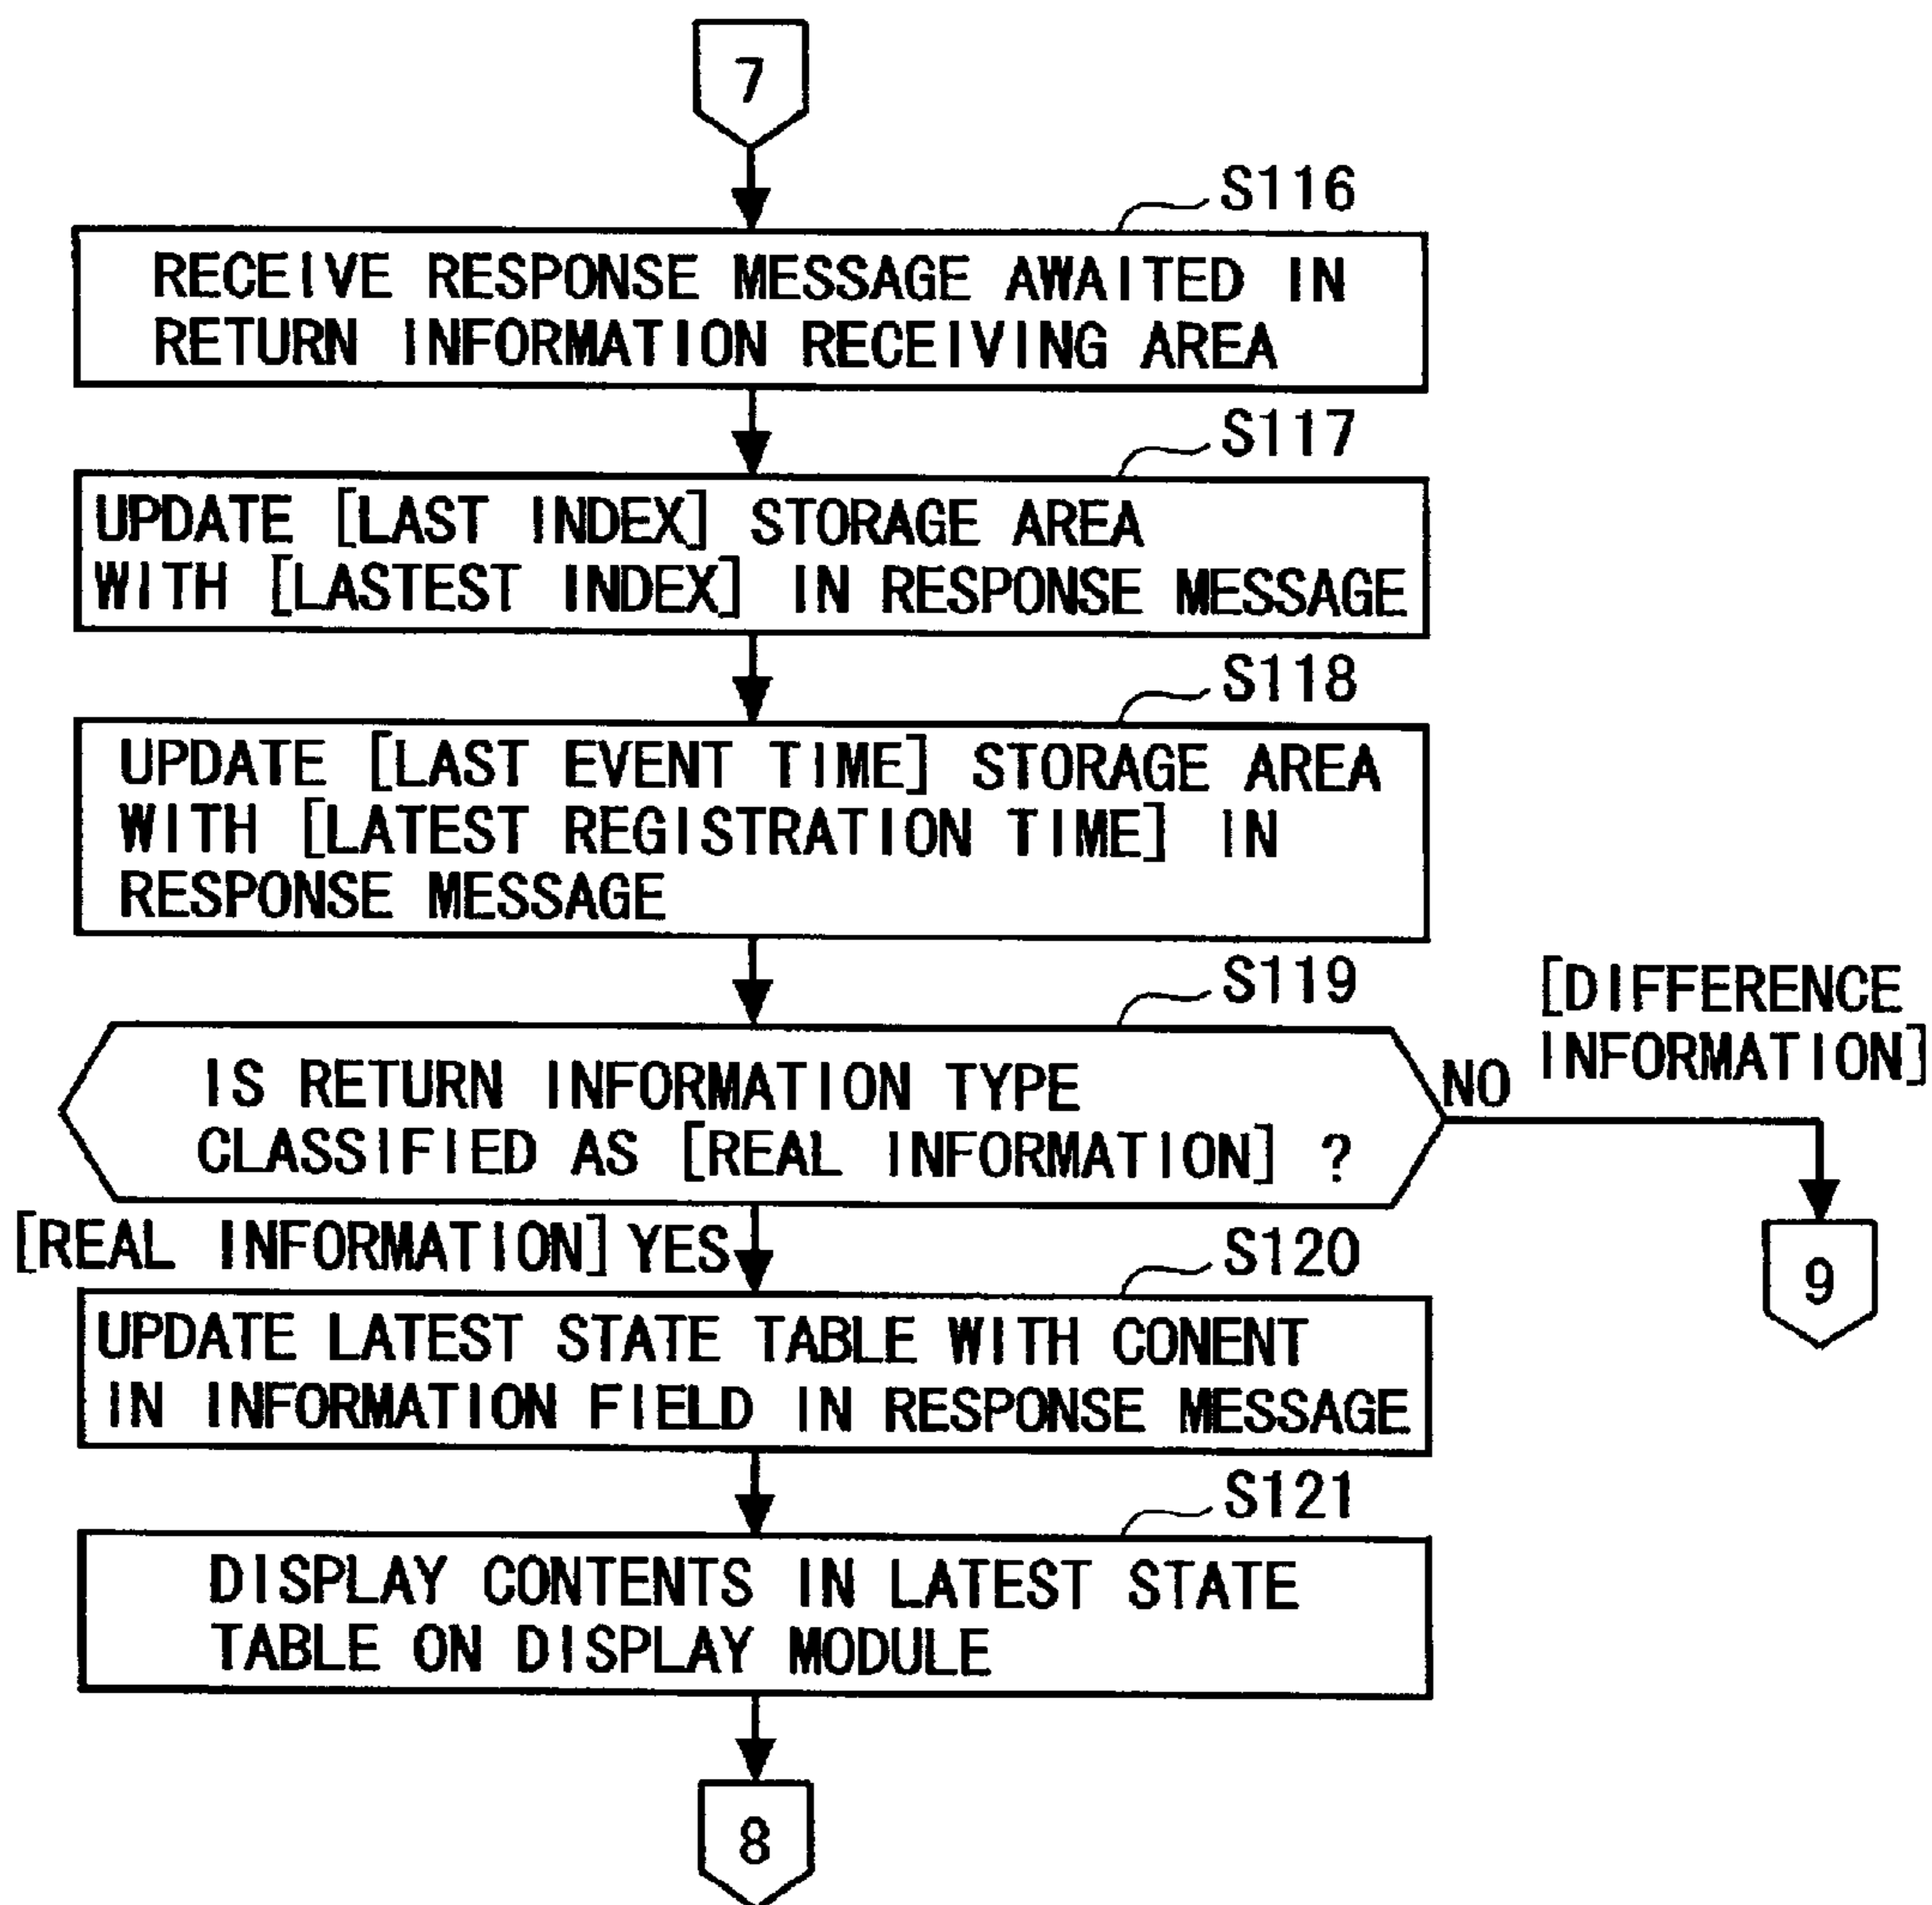 7
S116
RECEIVE RESPONSE MESSAGE AWAITED IN
RETURN INFORMATION RECEIVING AREA
S117
UPDATE [LAST INDEX] STORAGE AREA
WITH [LASTEST INDEX] IN RESPONSE MESSAGE
S118
UPDATE [LAST EVENT TIME] STORAGE AREA
WITH [LATEST REGISTRATION TIME] IN
RESPONSE MESSAGE
S119
IS RETURN INFORMATION TYPE
CLASSIFIED AS [REAL INFORMATION] ?
NO
[DIFFERENCE
INFORMATION]
9
[REAL INFORMATION] YES
S120
UPDATE LATEST STATE TABLE WITH CONENT
IN INFORMATION FIELD IN RESPONSE MESSAGE
S121
DISPLAY CONTENTS IN LATEST STATE
TABLE ON DISPLAY MODULE
8